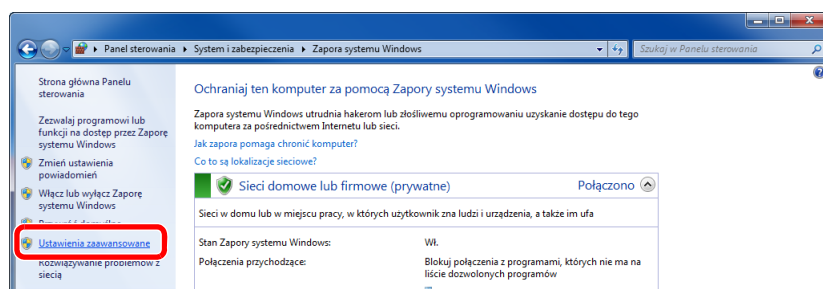 Panel sterowania ▸ System i zabezpieczenia ▸ Zapora systemu Windows
Szukaj w Panelu sterowania
Strona główna Panelu
sterowania
Zezwalaj programowi lub
funkcji na dostęp przez Zaporę
systemu Windows
Zmień ustawienia
powiadomień
Włącz lub wyłącz Zaporę
systemu Windows
Ustawienia zaawansowane
Rozwiązywanie problemów z
siecią
Ochraniaj ten komputer za pomocą Zapory systemu Windows
Zapora systemu Windows utrudnia hakerom lub złośliwemu oprogramowaniu uzyskanie dostępu do tego
komputera za pośrednictwem Internetu lub sieci.
Jak zapora pomaga chronić komputer?
Co to są lokalizacje sieciowe?
Sieci domowe lub firmowe (prywatne) Połączono
Sieci w domu lub w miejscu pracy, w których użytkownik zna ludzi i urządzenia, a także im ufa
Stan Zapory systemu Windows: Wł.
Połączenia przychodzące: Blokuj połączenia z programami, których nie ma na
liście dozwolonych programów